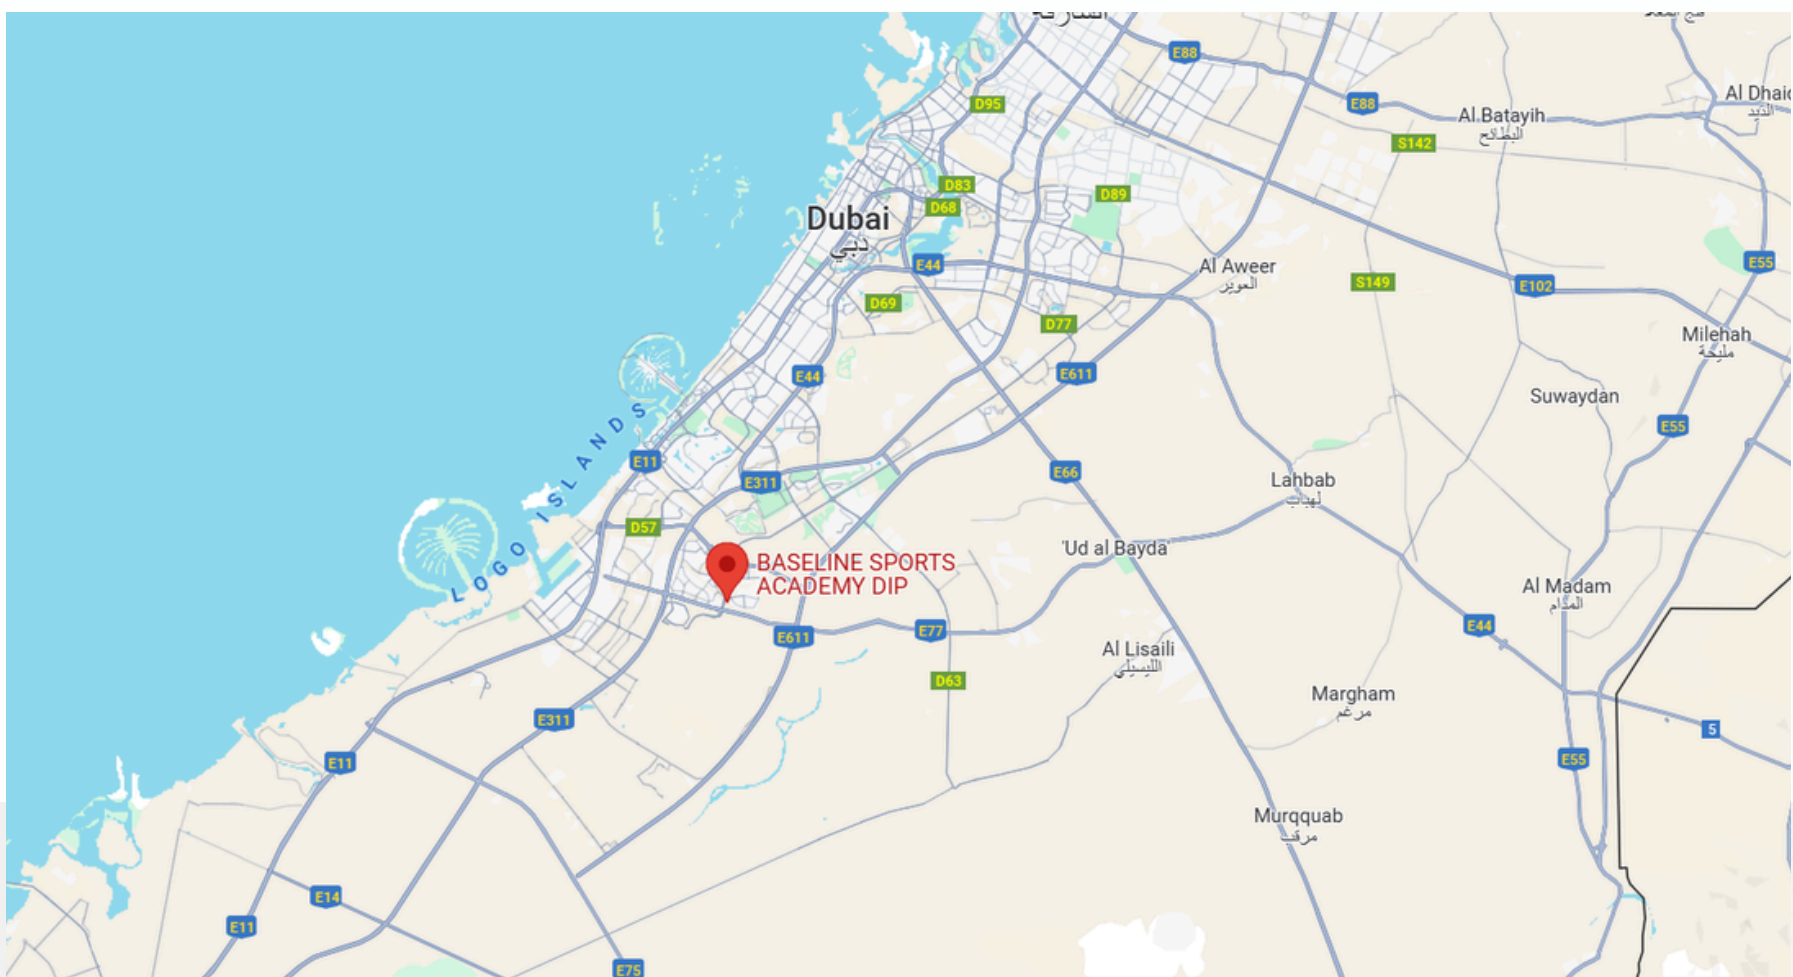 الشارقة
E88
E88
D95
Al Batayih
البطائح
S142
Al Dhaid
الذيد
D83
D68
D89
Dubai
دبي
E44
Al Aweer
العوير
D69
S149
E102
E55
D77
Milehah
مليحة
E44
E611
Suwaydan
E55
LOGO ISLANDS
E11
E311
E66
Lahbab
لهباب
D57
'Ud al Bayda'
BASELINE SPORTS
ACADEMY DIP
Al Madam
المدام
E611
E77
E44
Al Lisaili
الليسيلي
D63
Margham
مرغم
E311
5
E11
E55
Murqquab
مرقب
E14
E11
E75